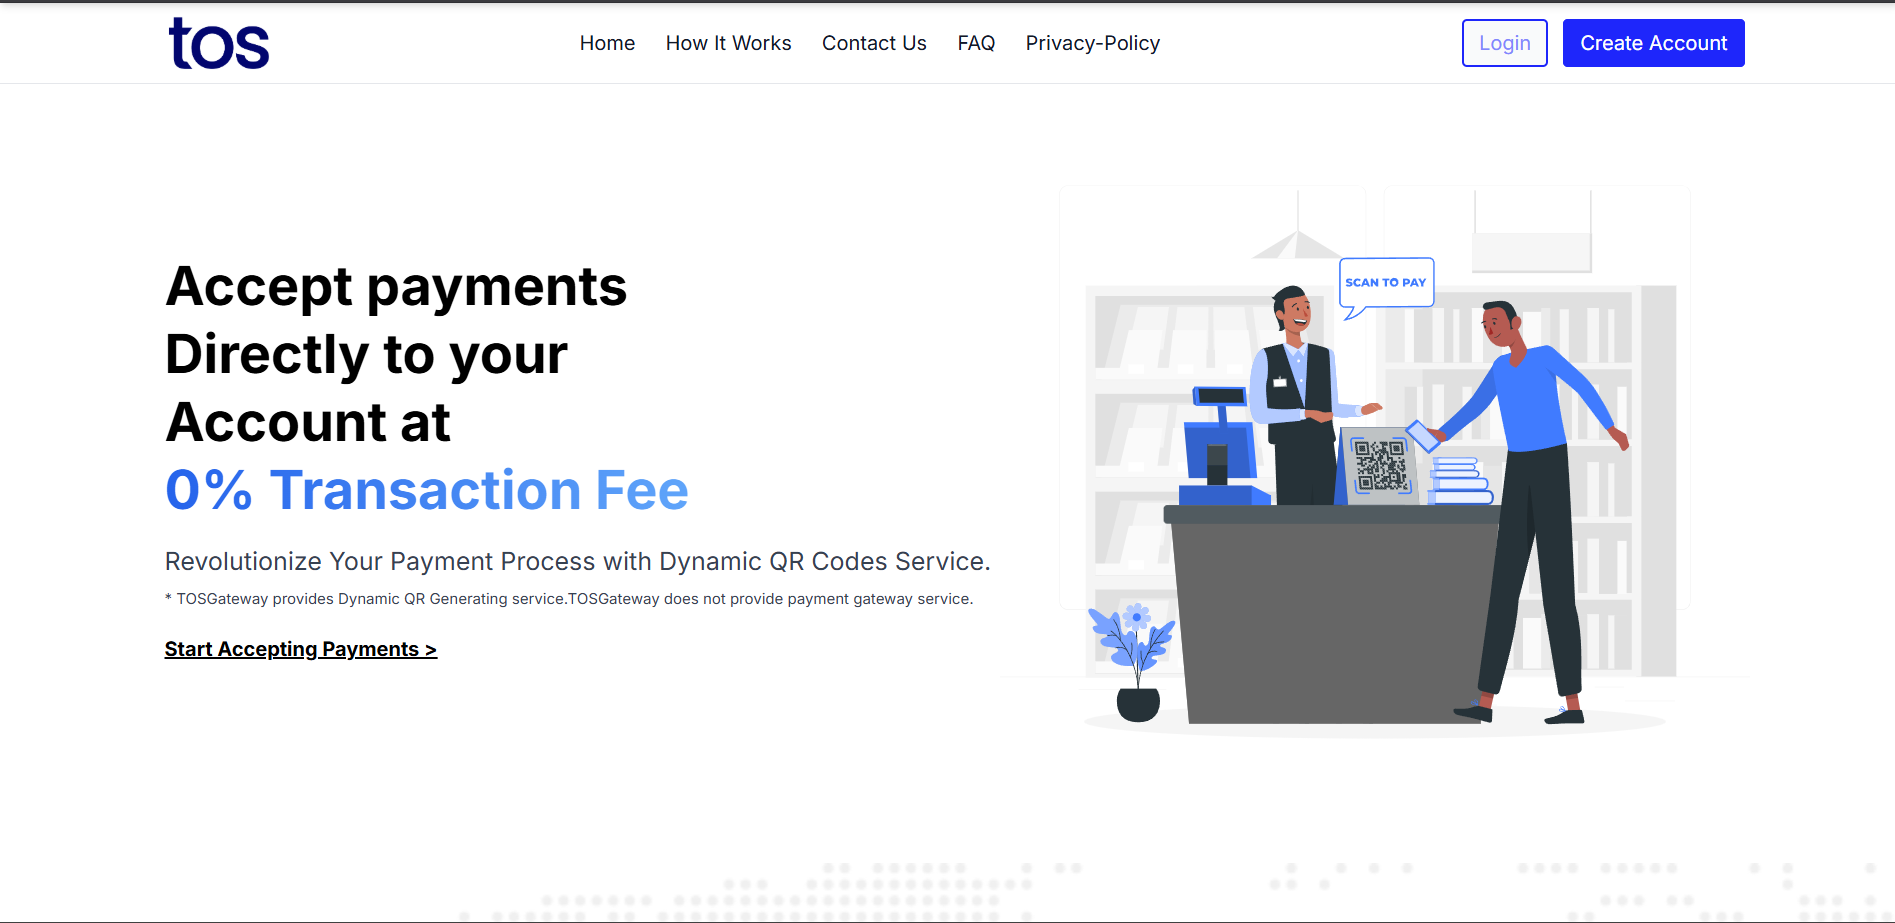 tos
Home How It Works Contact Us FAQ Privacy-Policy
Login Create Account
Accept payments
Directly to your
Account at
0% Transaction Fee
Revolutionize Your Payment Process with Dynamic QR Codes Service.
* TOSGateway provides Dynamic QR Generating service.TOSGateway does not provide payment gateway service.
Start Accepting Payments >
SCAN TO PAY